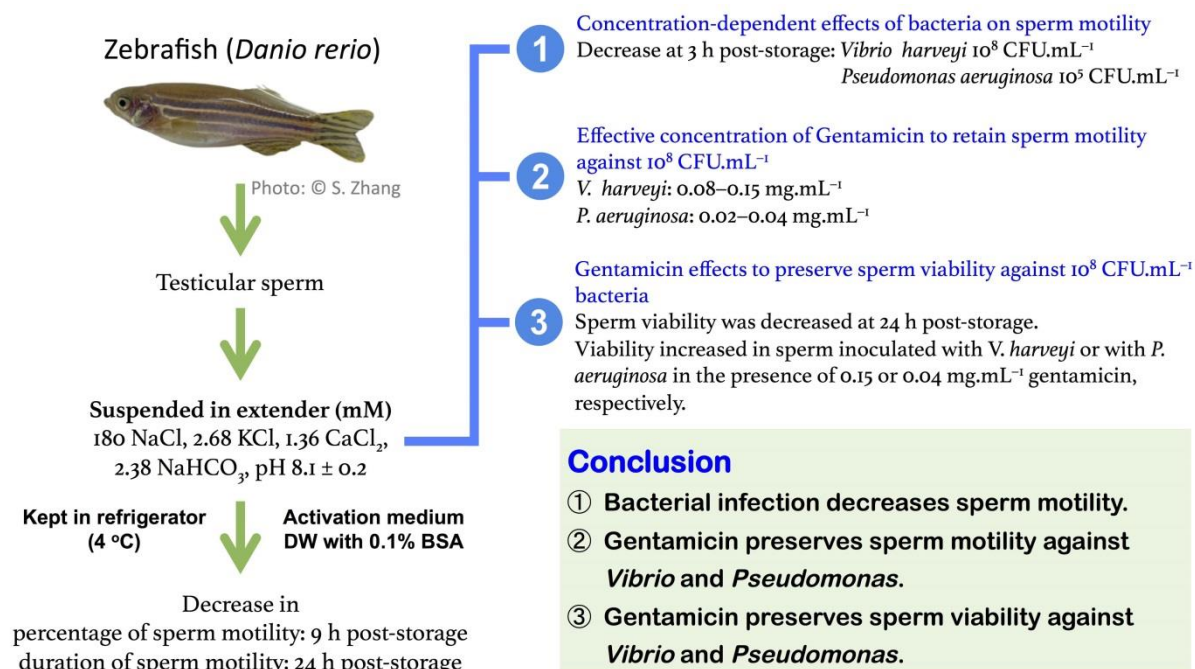 Zebrafish (Danio rerio)
Photo: © S. Zhang
Testicular sperm
Suspended in extender (mM)
180 NaCl, 2.68 KCl, 1.36 CaCl₂,
2.38 NaHCO₃, pH 8.1 ± 0.2
Kept in refrigerator
(4 °C)
Activation medium
DW with 0.1% BSA
Decrease in
percentage of sperm motility: 9 h post-storage
duration of sperm motility: 24 h post-storage
1
Concentration-dependent effects of bacteria on sperm motility
Decrease at 3 h post-storage: Vibrio harveyi 10⁸ CFU.mL⁻¹
Pseudomonas aeruginosa 10⁵ CFU.mL⁻¹
2
Effective concentration of Gentamicin to retain sperm motility
against 10⁸ CFU.mL⁻¹
V. harveyi: 0.08–0.15 mg.mL⁻¹
P. aeruginosa: 0.02–0.04 mg.mL⁻¹
3
Gentamicin effects to preserve sperm viability against 10⁸ CFU.mL⁻¹
bacteria
Sperm viability was decreased at 24 h post-storage.
Viability increased in sperm inoculated with V. harveyi or with P.
aeruginosa in the presence of 0.15 or 0.04 mg.mL⁻¹ gentamicin,
respectively.
Conclusion
① Bacterial infection decreases sperm motility.
② Gentamicin preserves sperm motility against
Vibrio and Pseudomonas.
③ Gentamicin preserves sperm viability against
Vibrio and Pseudomonas.